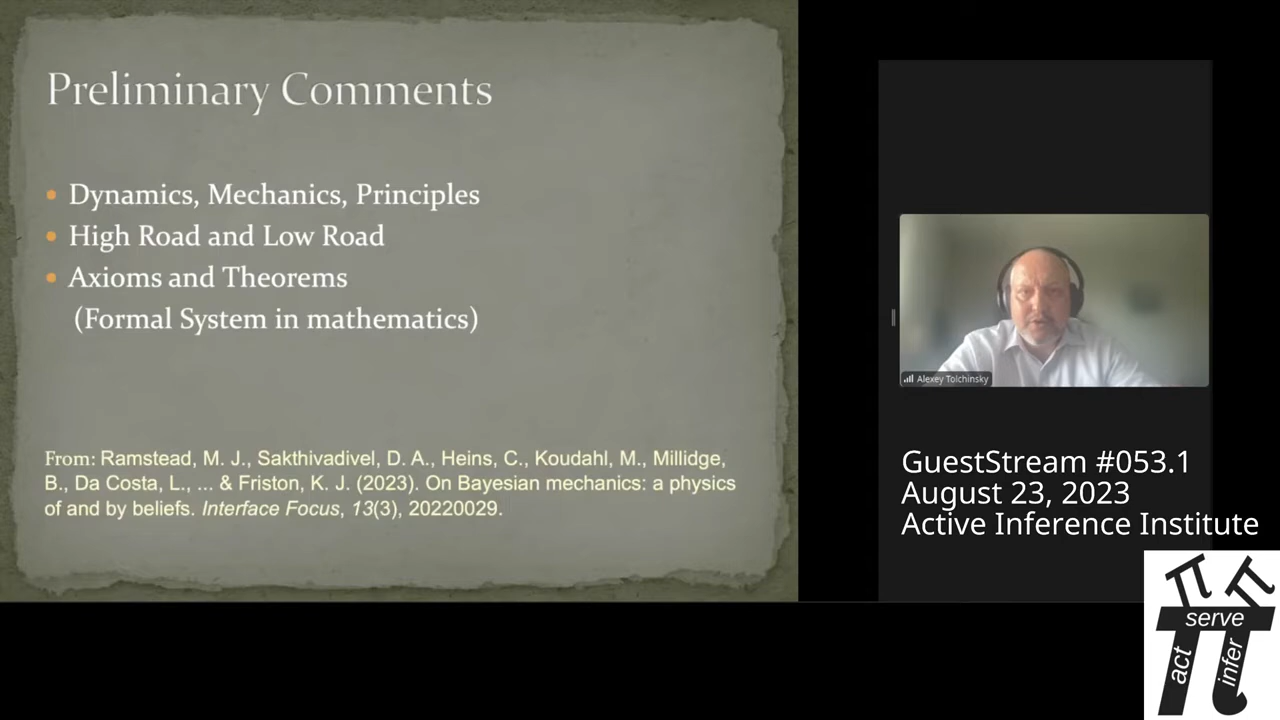 Preliminary Comments
• Dynamics, Mechanics, Principles
• High Road and Low Road
• Axioms and Theorems
(Formal System in mathematics)
From: Ramstead, M. J., Sakthivadivel, D. A., Heins, C., Koudahl, M., Millidge,
B., Da Costa, L., ... & Friston, K. J. (2023). On Bayesian mechanics: a physics
of and by beliefs. Interface Focus, 13(3), 20220029.
Alexey Tolchinsky
GuestStream #053.1
August 23, 2023
Active Inference Institute
π π
serve
act
infer